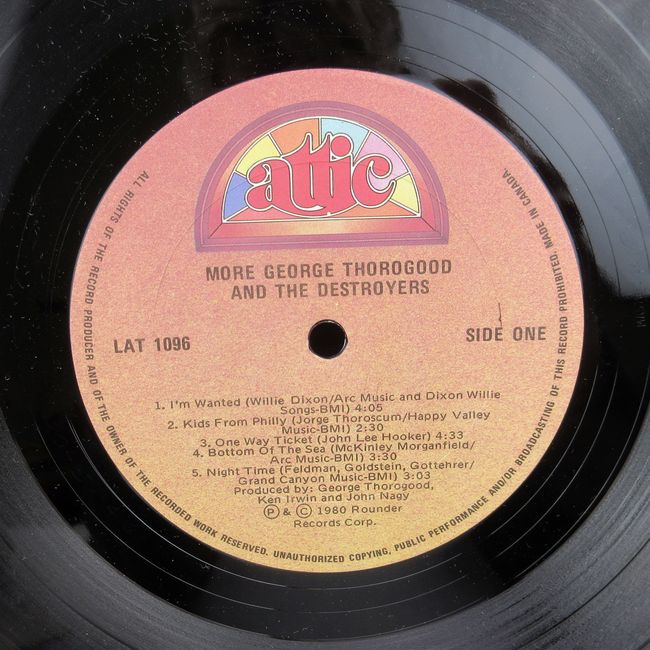 attic
MORE GEORGE THOROGOOD
AND THE DESTROYERS
LAT 1096
SIDE ONE
1. I'm Wanted (Willie Dixon/Arc Music and Dixon Willie
Songs-BMI) 4:05
2. Kids From Philly (Jorge Thoroscum/Happy Valley
Music-BMI) 2:30
3. One Way Ticket (John Lee Hooker) 4:33
4. Bottom Of The Sea (McKinley Morganfield/
Arc Music-BMI) 3:30
5. Night Time (Feldman, Goldstein, Gottehrer/
Grand Canyon Music-BMI) 3:03
Produced by: George Thorogood,
Ken Irwin and John Nagy
Ⓟ & © 1980 Rounder
Records Corp.
ALL RIGHTS OF THE RECORD PRODUCER AND OF THE OWNER OF THE RECORDED WORK RESERVED. UNAUTHORIZED COPYING, PUBLIC PERFORMANCE AND/OR BROADCASTING OF THIS RECORD PROHIBITED. MADE IN CANADA